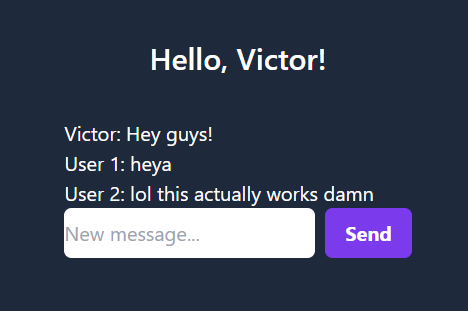 Hello, Victor!
Victor: Hey guys!
User 1: heya
User 2: lol this actually works damn
New message...
Send